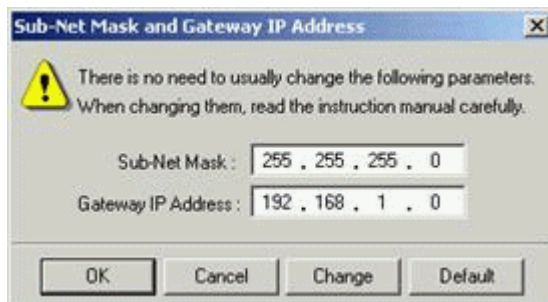 Sub-Net Mask and Gateway IP Address
There is no need to usually change the following parameters.
When changing them, read the instruction manual carefully.
Sub-Net Mask : 255 . 255 . 255 . 0
Gateway IP Address : 192 . 168 . 1 . 0
OK Cancel Change Default